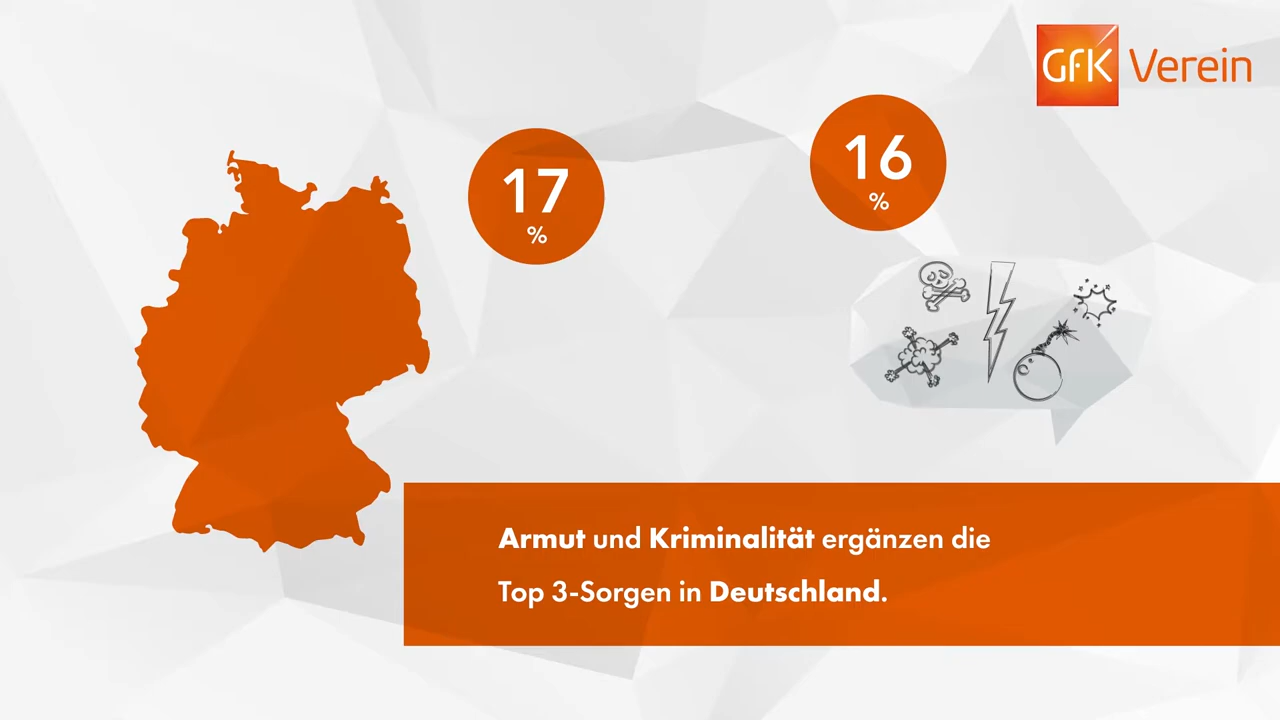 GfK Verein
17
%
16
%
Armut und Kriminalität ergänzen die
Top 3-Sorgen in Deutschland.